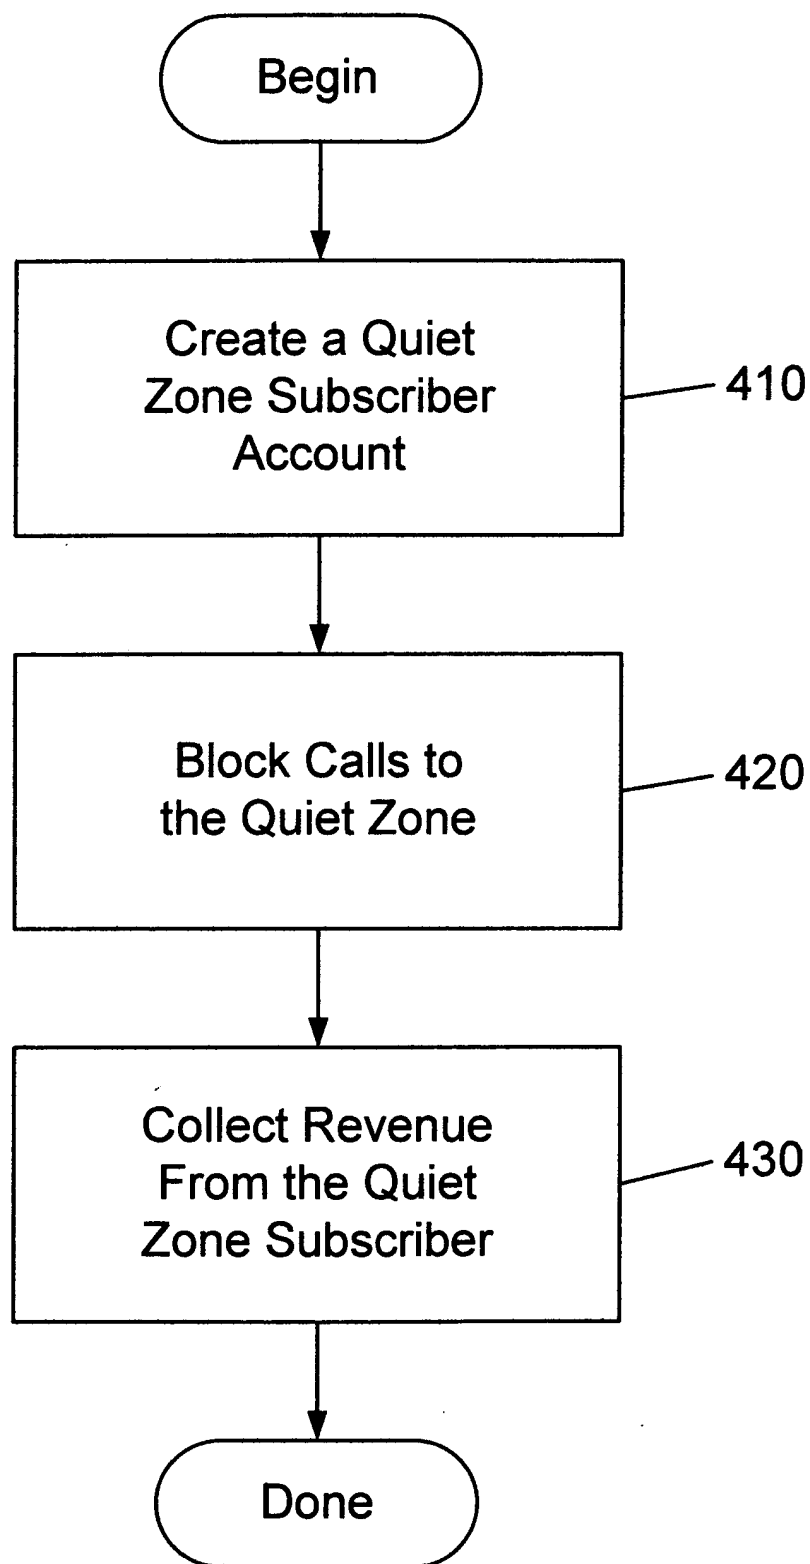 Begin
Create a Quiet
Zone Subscriber
Account
410
Block Calls to
the Quiet Zone
420
Collect Revenue
From the Quiet
Zone Subscriber
430
Done